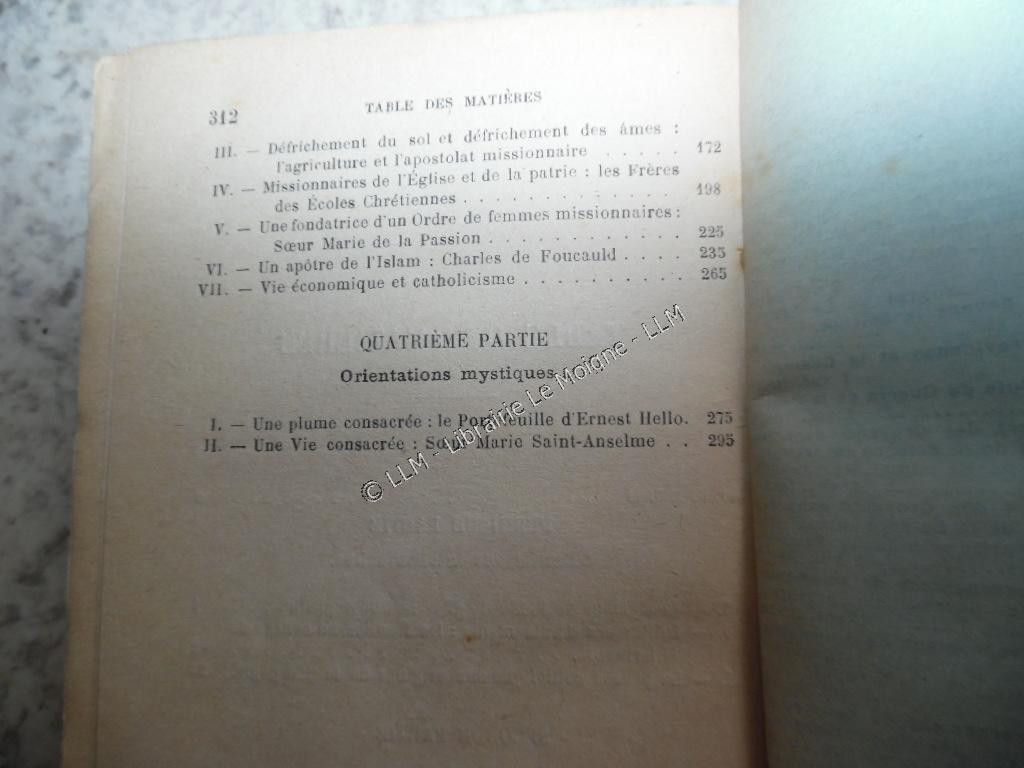 312
TABLE DES MATIÈRES
III. — Défrichement du sol et défrichement des âmes :
l'agriculture et l'apostolat missionnaire . . . . . 172
IV. — Missionnaires de l'Église et de la patrie : les Frères
des Écoles Chrétiennes . . . . . . . . . . . . 198
V. — Une fondatrice d'un Ordre de femmes missionnaires :
Sœur Marie de la Passion . . . . . . . . . . . 225
VI. — Un apôtre de l'Islam : Charles de Foucauld . . . . 235
VII. — Vie économique et catholicisme . . . . . . . . . 265
QUATRIÈME PARTIE
Orientations mystiques
I. — Une plume consacrée : le Portefeuille d'Ernest Hello. 275
II. — Une Vie consacrée : Sœur Marie Saint-Anselme . . 295
© LLM - Librairie Le Moigne - LLM